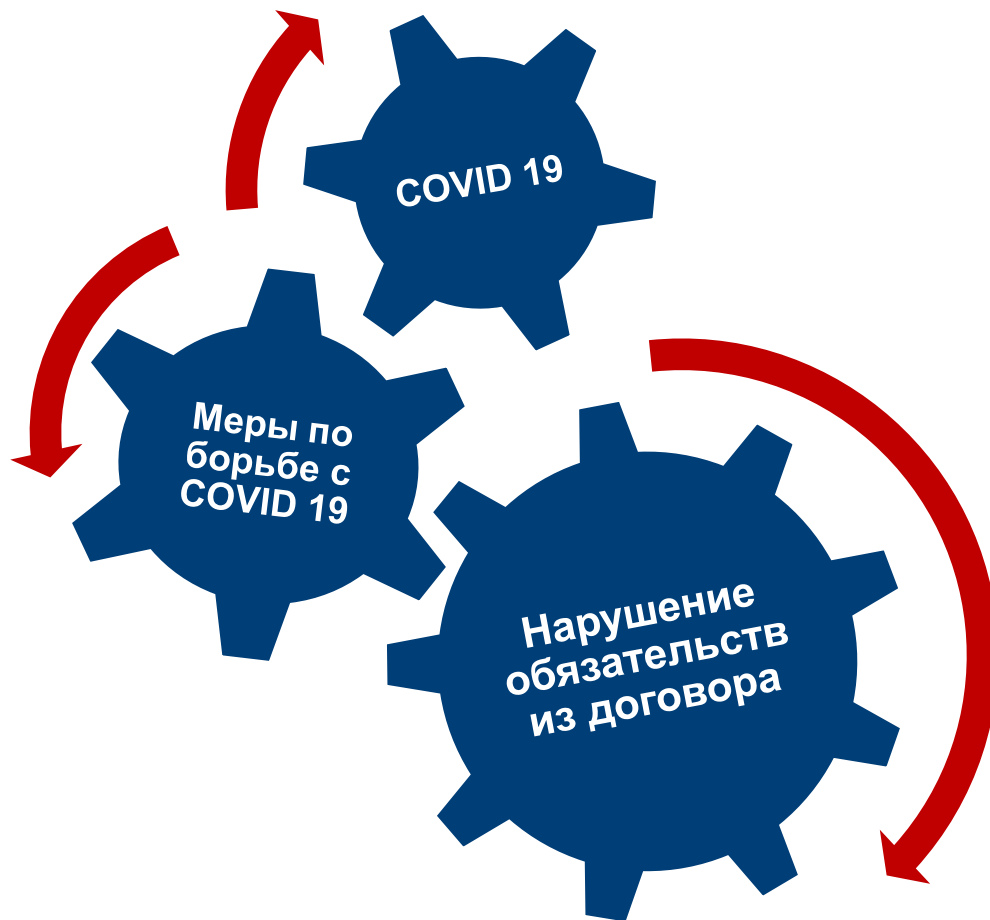 COVID 19
Меры по
борьбе с
COVID 19
Нарушение
обязательств
из договора